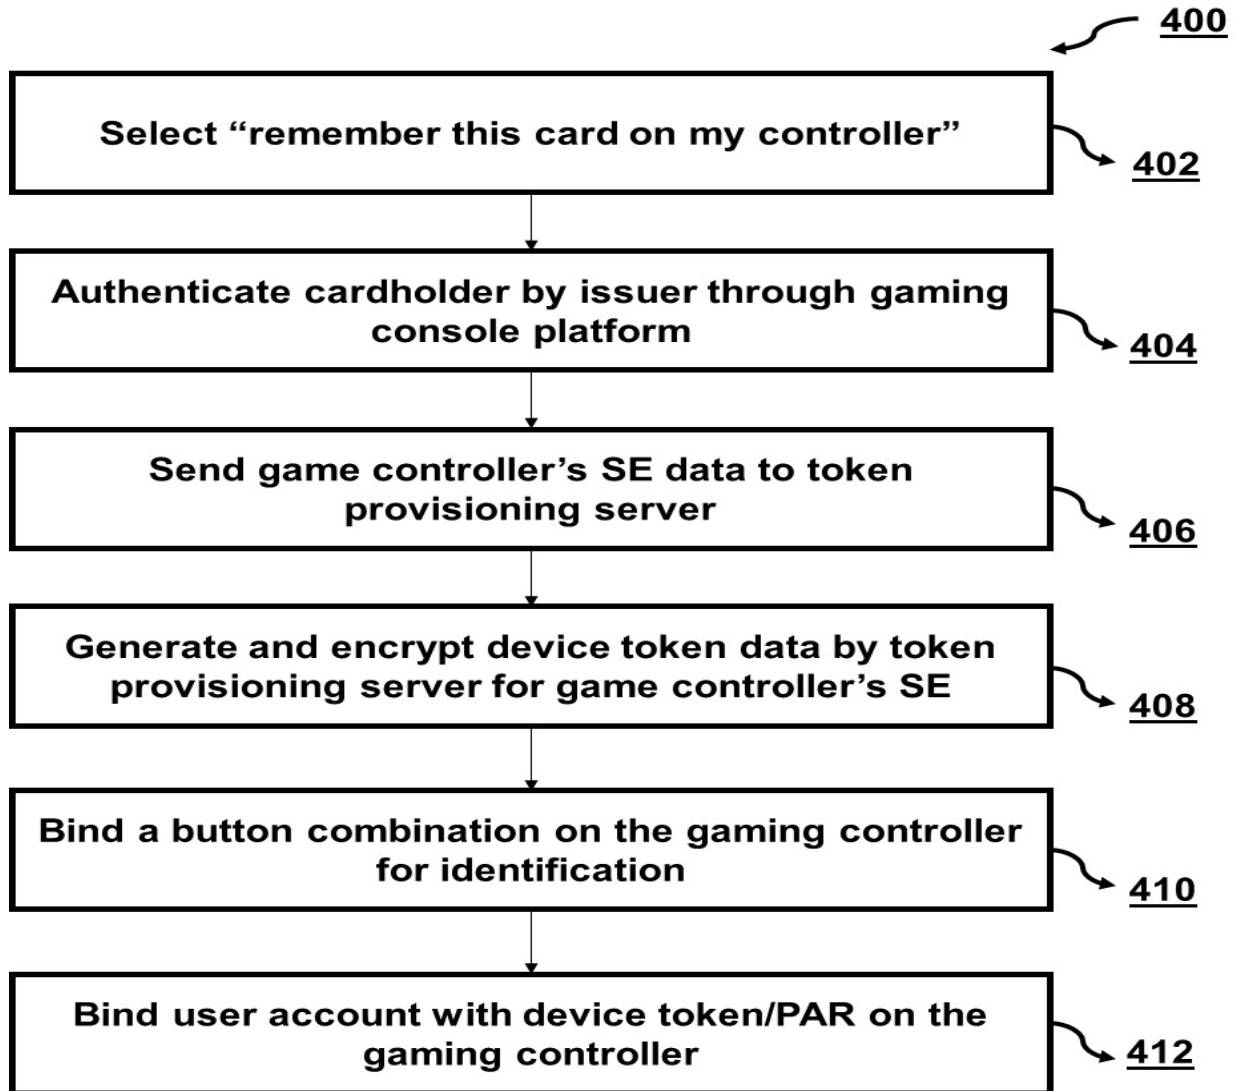 400
Select “remember this card on my controller”
402
Authenticate cardholder by issuer through gaming
console platform
404
Send game controller’s SE data to token
provisioning server
406
Generate and encrypt device token data by token
provisioning server for game controller’s SE
408
Bind a button combination on the gaming controller
for identification
410
Bind user account with device token/PAR on the
gaming controller
412